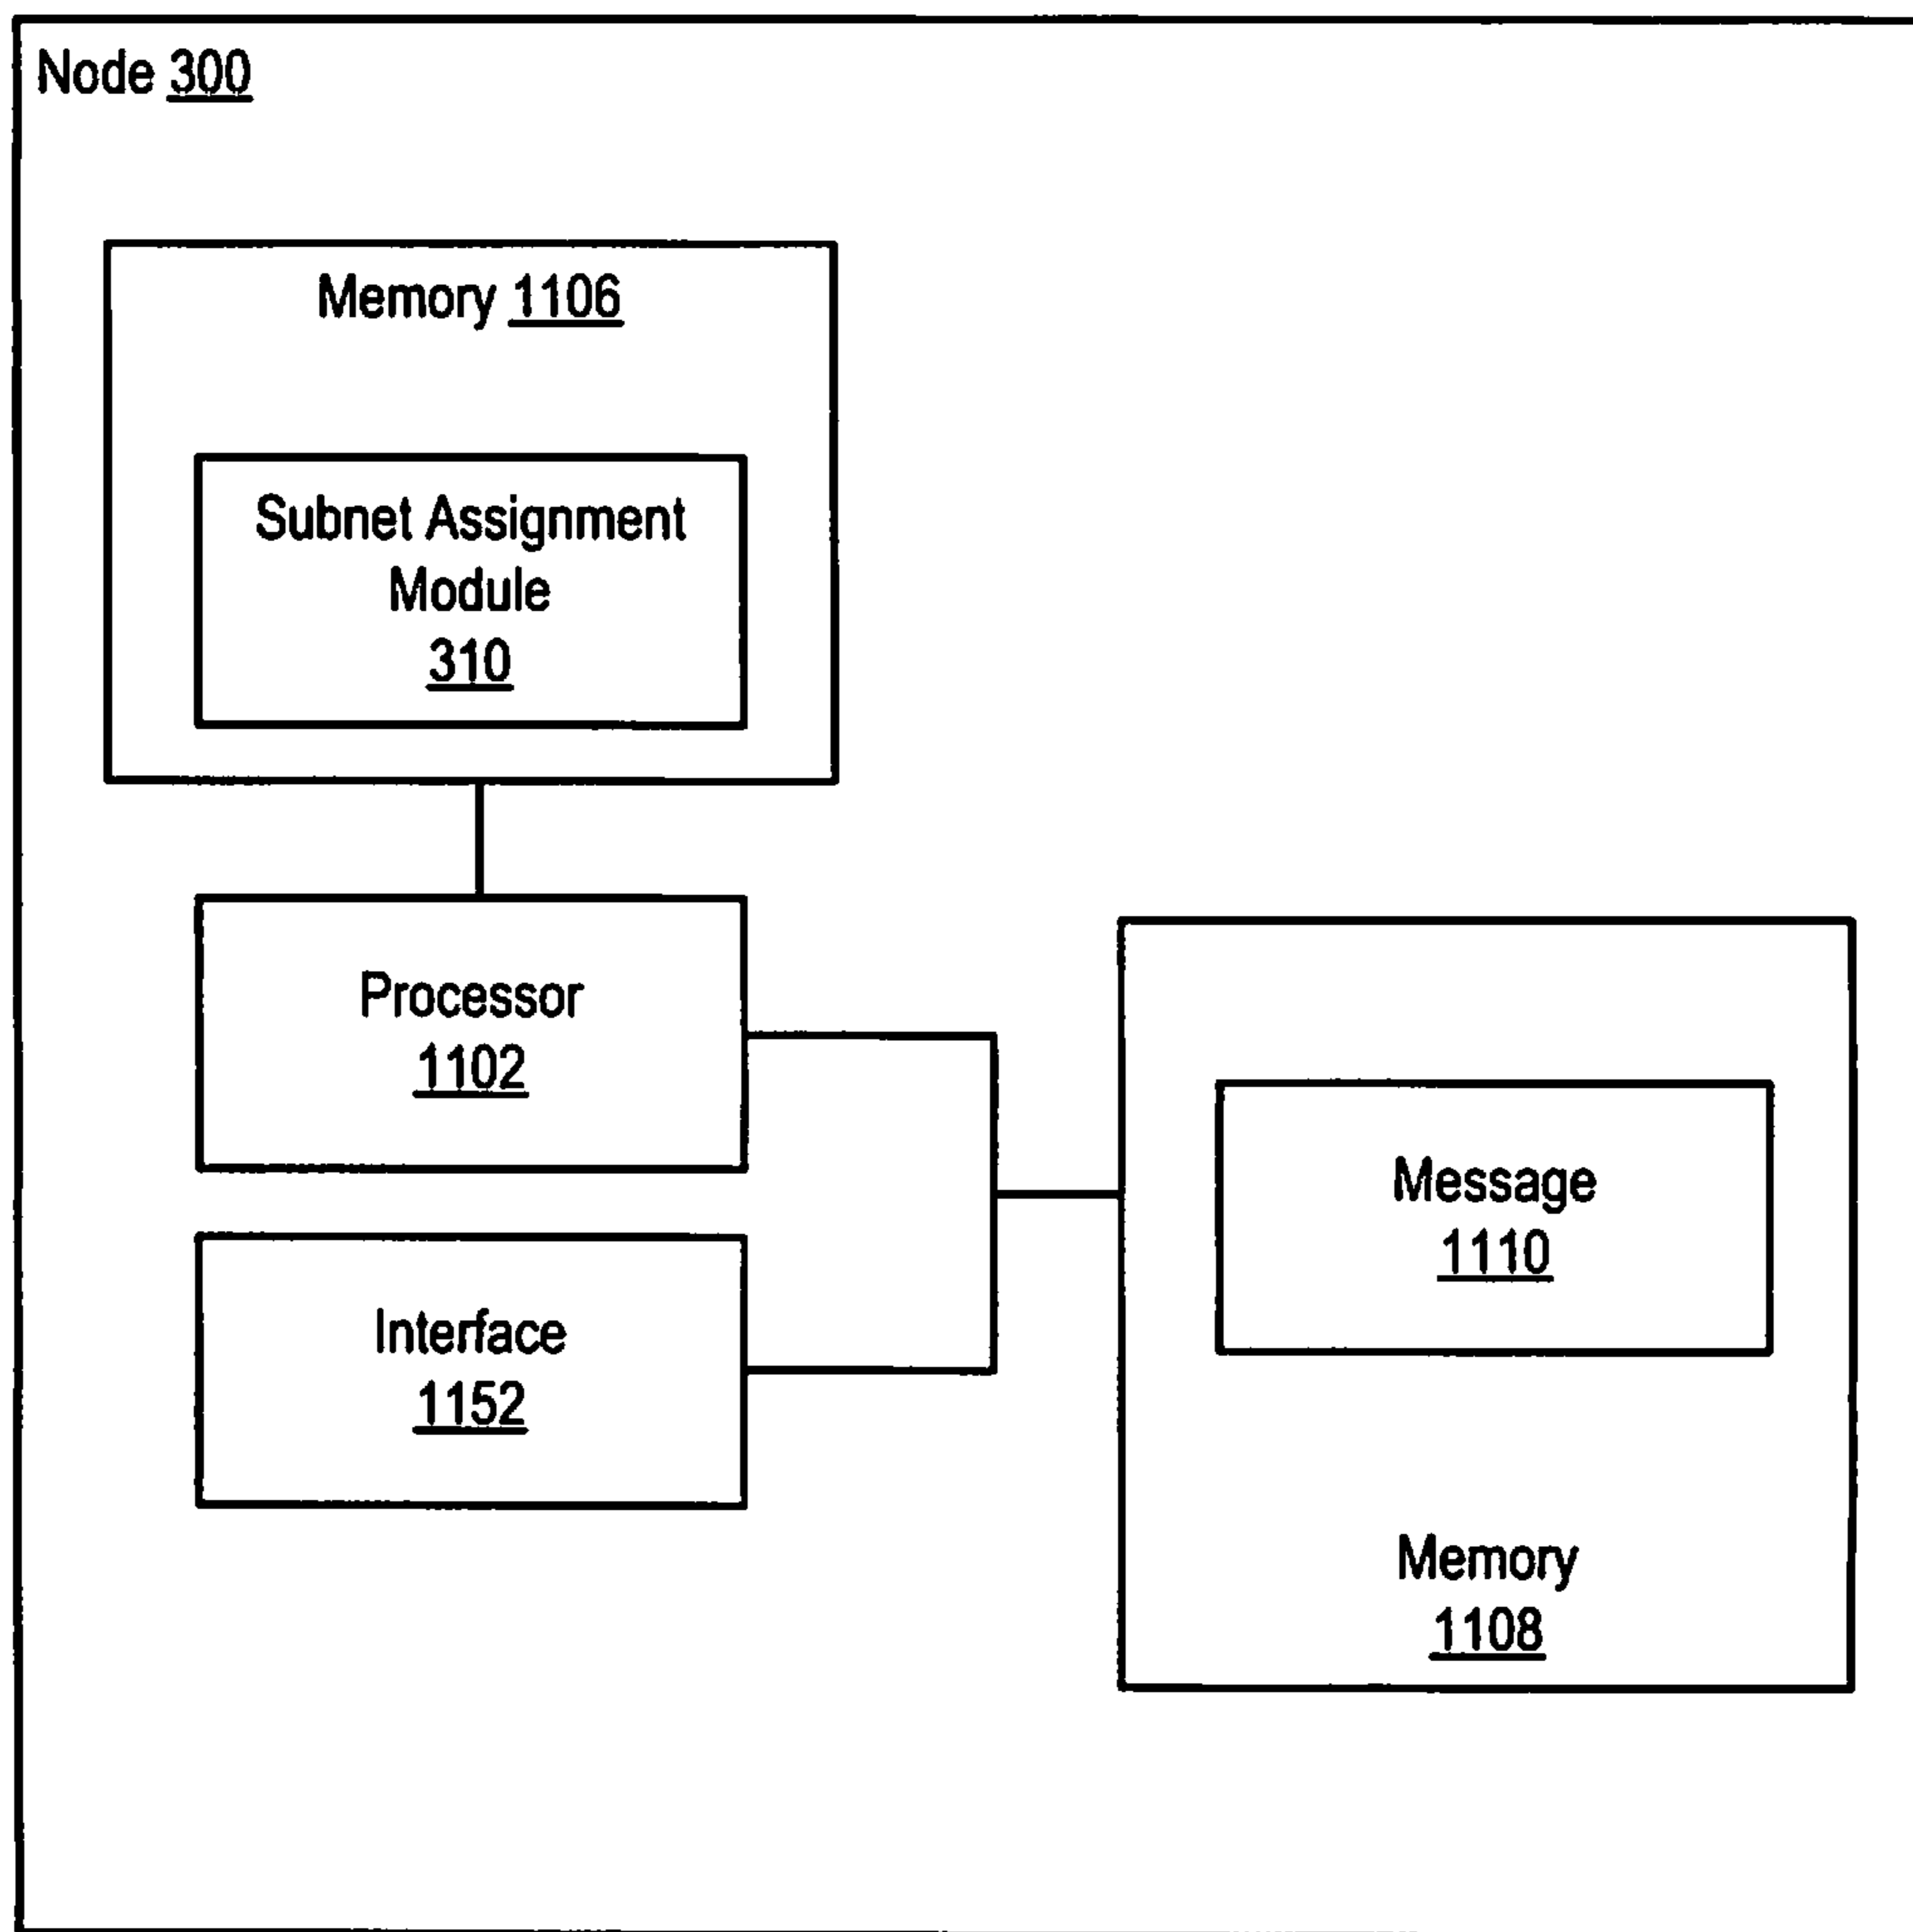 Node 300
Memory 1106
Subnet Assignment
Module
310
Processor
1102
Interface
1152
Message
1110
Memory
1108